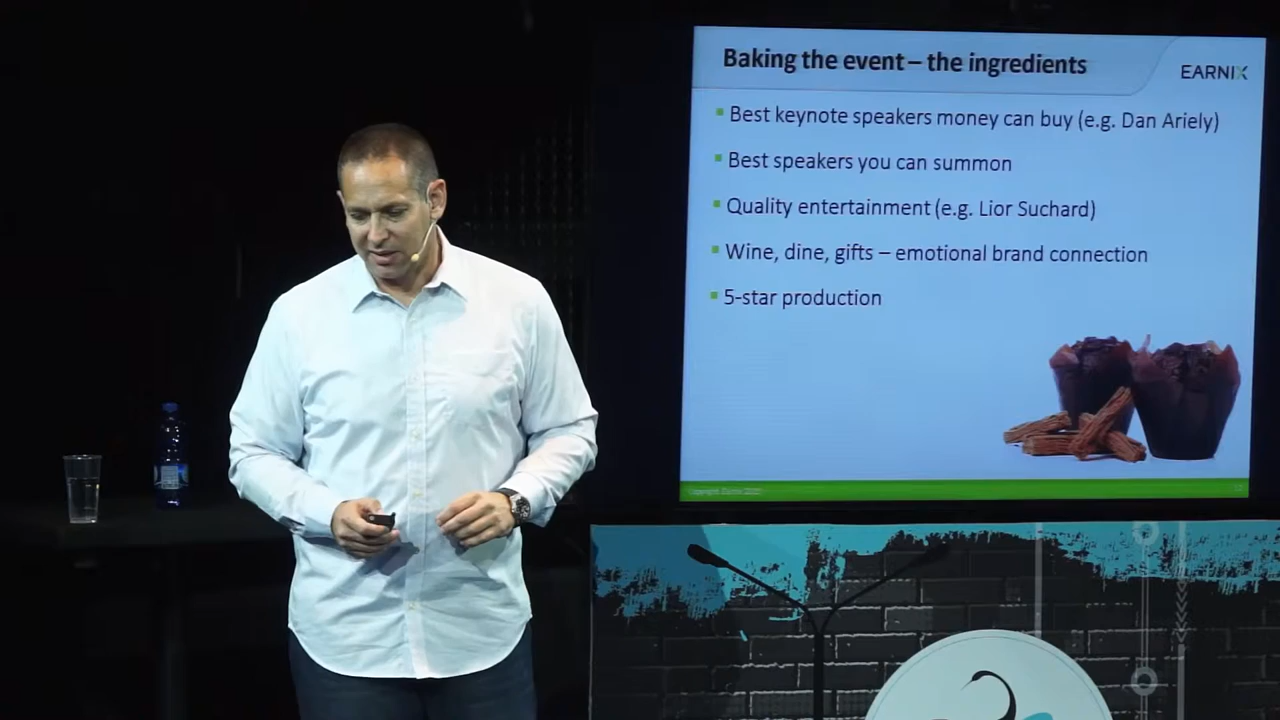 Baking the event – the ingredients
EARNIX
Best keynote speakers money can buy (e.g. Dan Ariely)
Best speakers you can summon
Quality entertainment (e.g. Lior Suchard)
Wine, dine, gifts – emotional brand connection
5-star production